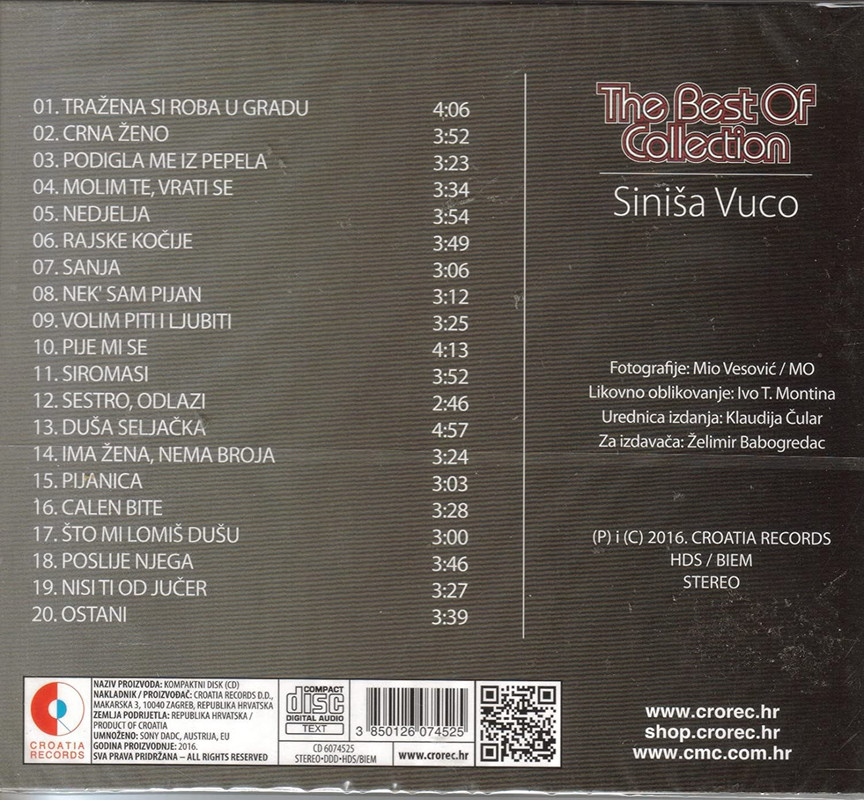 01. TRAŽENA SI ROBA U GRADU 4:06
02. CRNA ŽENO 3:52
03. PODIGLA ME IZ PEPELA 3:23
04. MOLIM TE, VRATI SE 3:34
05. NEDJELJA 3:54
06. RAJSKE KOČIJE 3:49
07. SANJA 3:06
08. NEK' SAM PIJAN 3:12
09. VOLIM PITI I LJUBITI 3:25
10. PIJE MI SE 4:13
11. SIROMASI 3:52
12. SESTRO, ODLAZI 2:46
13. DUŠA SELJAČKA 4:57
14. IMA ŽENA, NEMA BROJA 3:24
15. PIJANICA 3:03
16. CALEN BITE 3:28
17. ŠTO MI LOMIŠ DUŠU 3:00
18. POSLIJE NJEGA 3:46
19. NISI TI OD JUČER 3:27
20. OSTANI 3:39
The Best Of
Collection
Siniša Vuco
Fotografije: Mio Vesović / MO
Likovno oblikovanje: Ivo T. Montina
Urednica izdanja: Klaudija Čular
Za izdavača: Želimir Babogredac
(P) i (C) 2016. CROATIA RECORDS
HDS / BIEM
STEREO
CROATIA
RECORDS
NAZIV PROIZVODA: KOMPAKTNI DISK (CD)
NAKLADNIK / PROIZVOĐAČ: CROATIA RECORDS D.D.,
MAKARSKA 3, 10040 ZAGREB, REPUBLIKA HRVATSKA
ZEMLJA PODRIJETLA: REPUBLIKA HRVATSKA /
PRODUCT OF CROATIA
UMNOŽENO: SONY DADC, AUSTRIJA, EU
GODINA PROIZVODNJE: 2016.
SVA PRAVA PRIDRŽANA – ALL RIGHTS RESERVED
COMPACT
disc
DIGITAL AUDIO
TEXT
CD 6074525
STEREO•DDD•HDS/BIEM
3 850126 074525
www.crorec.hr
www.crorec.hr
shop.crorec.hr
www.cmc.com.hr